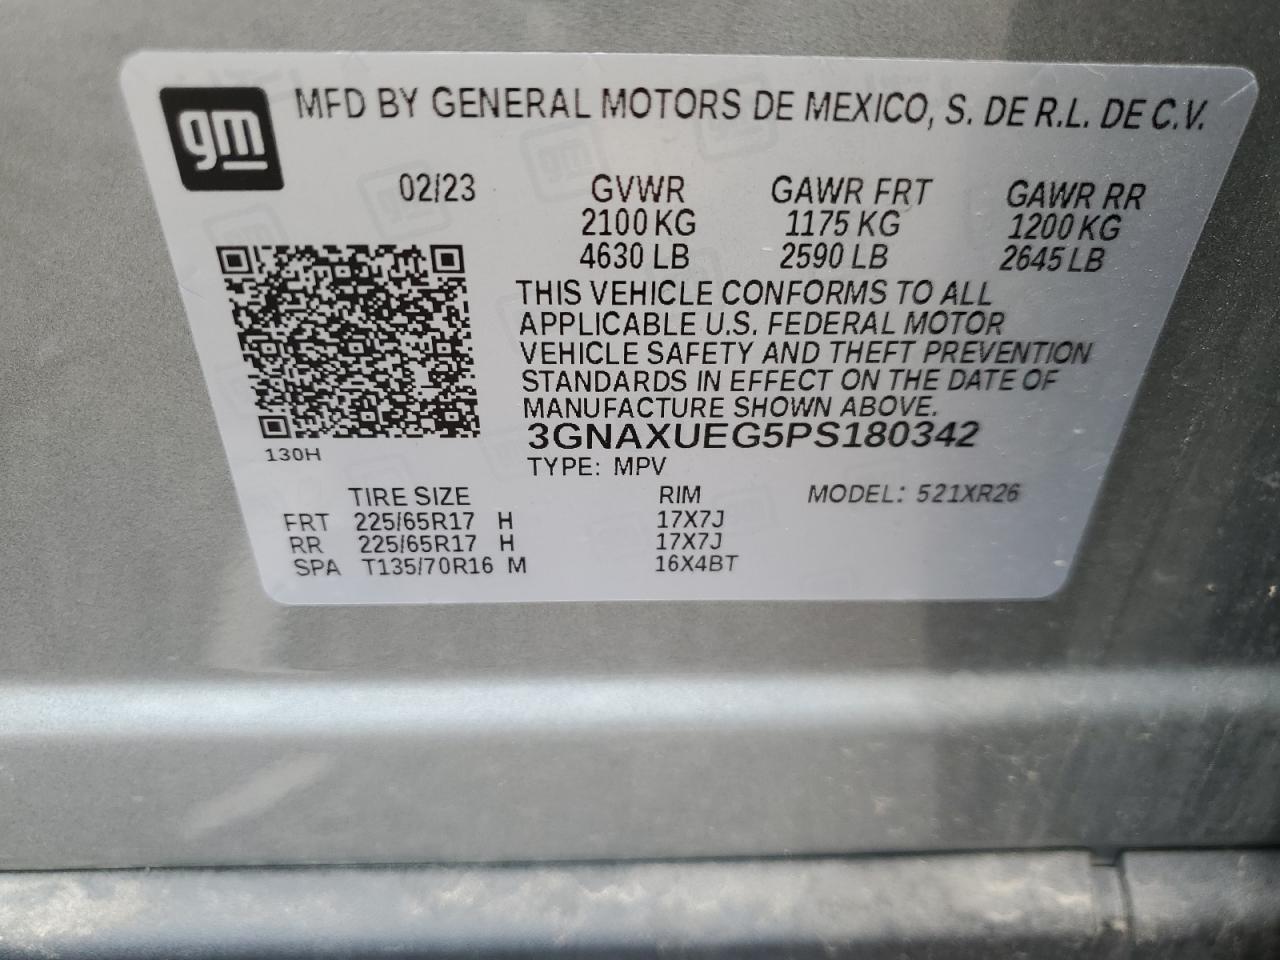 gm
MFD BY GENERAL MOTORS DE MEXICO, S. DE R.L. DE C.V.
02/23 GVWR GAWR FRT GAWR RR
2100 KG 1175 KG 1200 KG
4630 LB 2590 LB 2645 LB
THIS VEHICLE CONFORMS TO ALL
APPLICABLE U.S. FEDERAL MOTOR
VEHICLE SAFETY AND THEFT PREVENTION
STANDARDS IN EFFECT ON THE DATE OF
MANUFACTURE SHOWN ABOVE.
3GNAXUEG5PS180342
130H
TYPE: MPV
TIRE SIZE RIM MODEL: 521XR26
FRT 225/65R17 H 17X7J
RR 225/65R17 H 17X7J
SPA T135/70R16 M 16X4BT